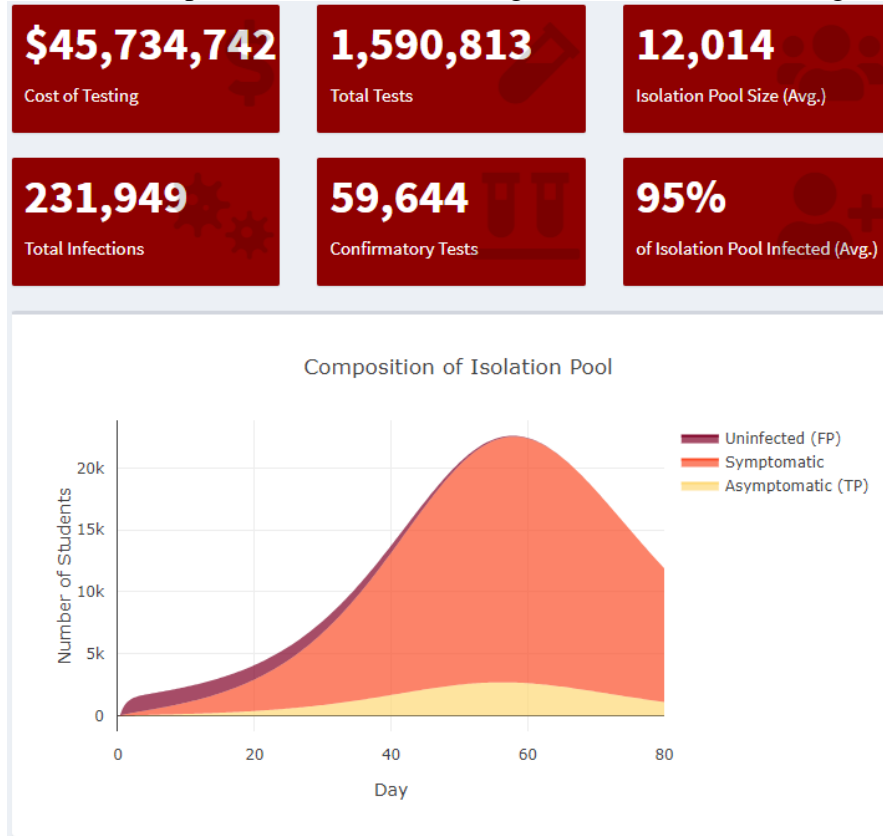 $45,734,742
Cost of Testing
1,590,813
Total Tests
12,014
Isolation Pool Size (Avg.)
231,949
Total Infections
59,644
Confirmatory Tests
95%
of Isolation Pool Infected (Avg.)
Composition of Isolation Pool
Uninfected (FP)
Symptomatic
Asymptomatic (TP)
Number of Students
20k
15k
10k
5k
0
0 20 40 60 80
Day